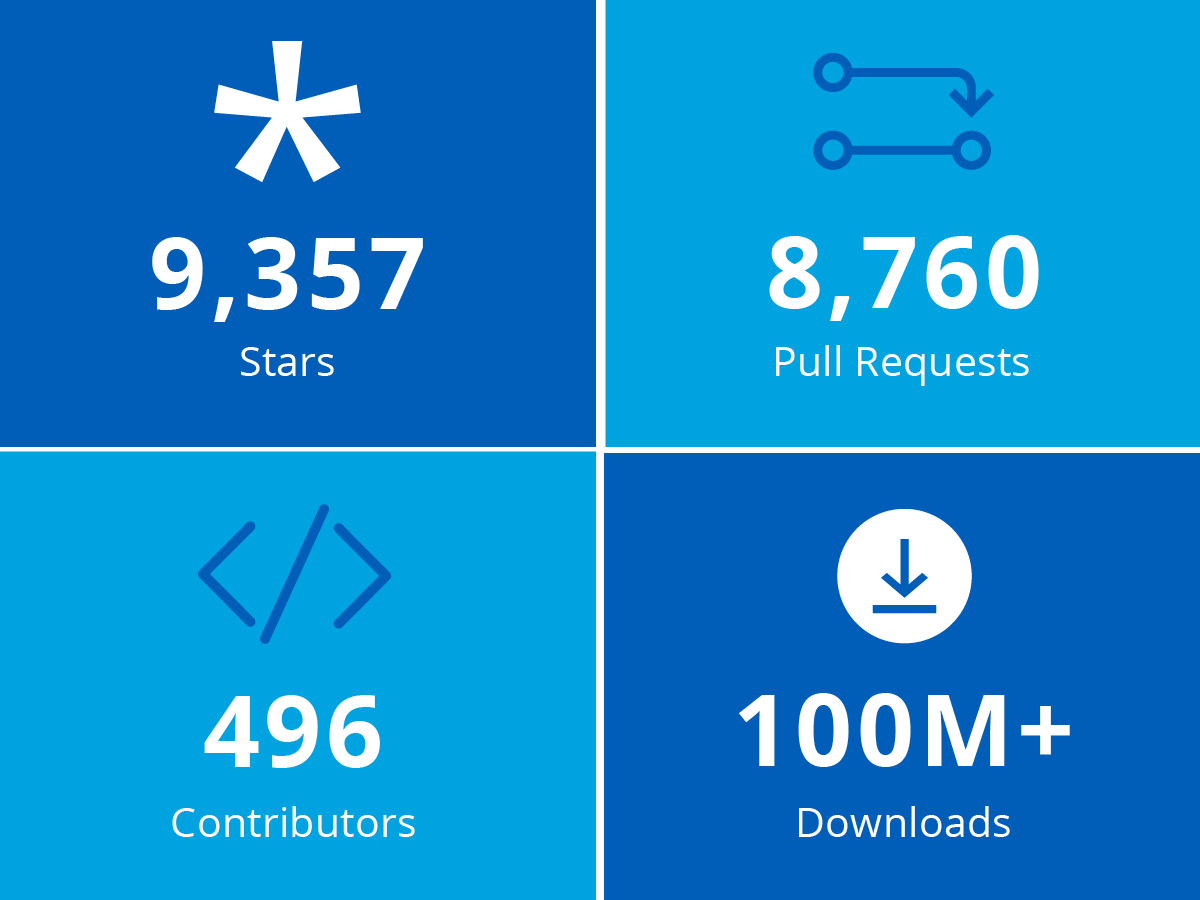 9,357
Stars
8,760
Pull Requests
496
Contributors
100M+
Downloads